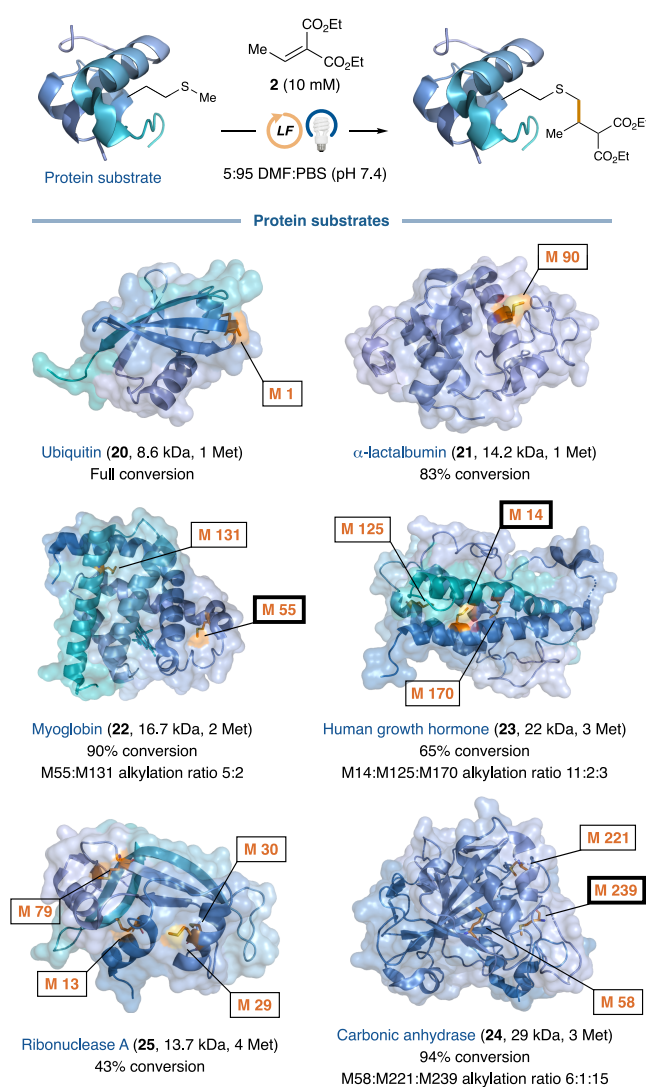 CO₂Et
Me
CO₂Et
2 (10 mM)
S
Me
LF
5:95 DMF:PBS (pH 7.4)
Protein substrate
S
Me
CO₂Et
CO₂Et
Protein substrates
M 1
M 90
Ubiquitin (20, 8.6 kDa, 1 Met)
Full conversion
α-lactalbumin (21, 14.2 kDa, 1 Met)
83% conversion
M 131
M 55
M 125
M 14
M 170
Myoglobin (22, 16.7 kDa, 2 Met)
90% conversion
M55:M131 alkylation ratio 5:2
Human growth hormone (23, 22 kDa, 3 Met)
65% conversion
M14:M125:M170 alkylation ratio 11:2:3
M 30
M 79
M 13
M 29
M 221
M 239
M 58
Ribonuclease A (25, 13.7 kDa, 4 Met)
43% conversion
Carbonic anhydrase (24, 29 kDa, 3 Met)
94% conversion
M58:M221:M239 alkylation ratio 6:1:15